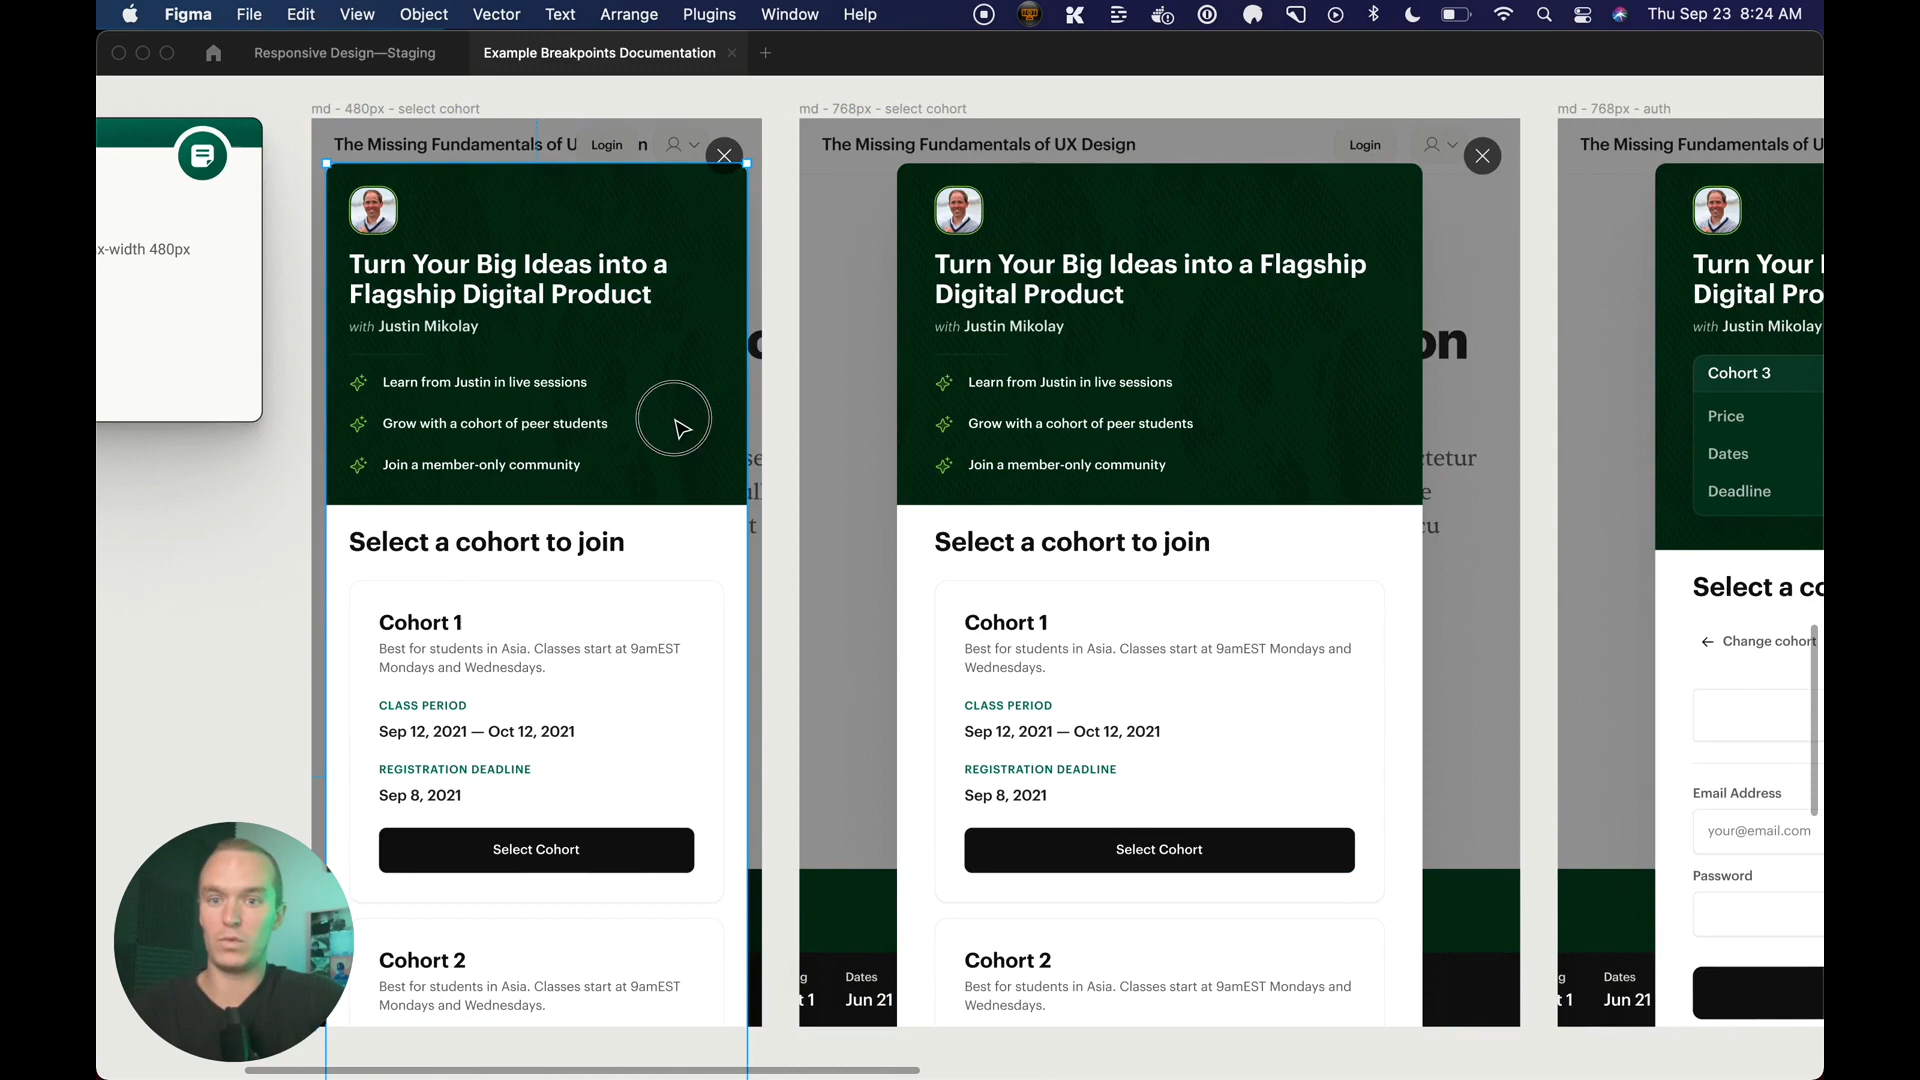 Figma File Edit View Object Vector Text Arrange Plugins Window Help Thu Sep 23 8:24 AM
Responsive Design—Staging
Example Breakpoints Documentation
x-width 480px
md - 480px - select cohort
The Missing Fundamentals of U
Login
n
Turn Your Big Ideas into a
Flagship Digital Product
with Justin Mikolay
Learn from Justin in live sessions
Grow with a cohort of peer students
Join a member-only community
Select a cohort to join
Cohort 1
Best for students in Asia. Classes start at 9amEST
Mondays and Wednesdays.
CLASS PERIOD
Sep 12, 2021 — Oct 12, 2021
REGISTRATION DEADLINE
Sep 8, 2021
Select Cohort
Cohort 2
Best for students in Asia. Classes start at 9amEST
Mondays and Wednesdays.
md - 768px - select cohort
The Missing Fundamentals of UX Design
Login
on
Turn Your Big Ideas into a Flagship
Digital Product
with Justin Mikolay
Learn from Justin in live sessions
Grow with a cohort of peer students
Join a member-only community
ctetur
e
cu
Select a cohort to join
Cohort 1
Best for students in Asia. Classes start at 9amEST Mondays and
Wednesdays.
CLASS PERIOD
Sep 12, 2021 — Oct 12, 2021
REGISTRATION DEADLINE
Sep 8, 2021
Select Cohort
Cohort 2
Best for students in Asia. Classes start at 9amEST Mondays and
Wednesdays.
g
t 1
Dates
Jun 21
md - 768px - auth
The Missing Fundamentals of U
Turn Your
Digital Pro
with Justin Mikolay
Cohort 3
Price
Dates
Deadline
Select a co
Change cohort
Email Address
your@email.com
Password
g
t 1
Dates
Jun 21